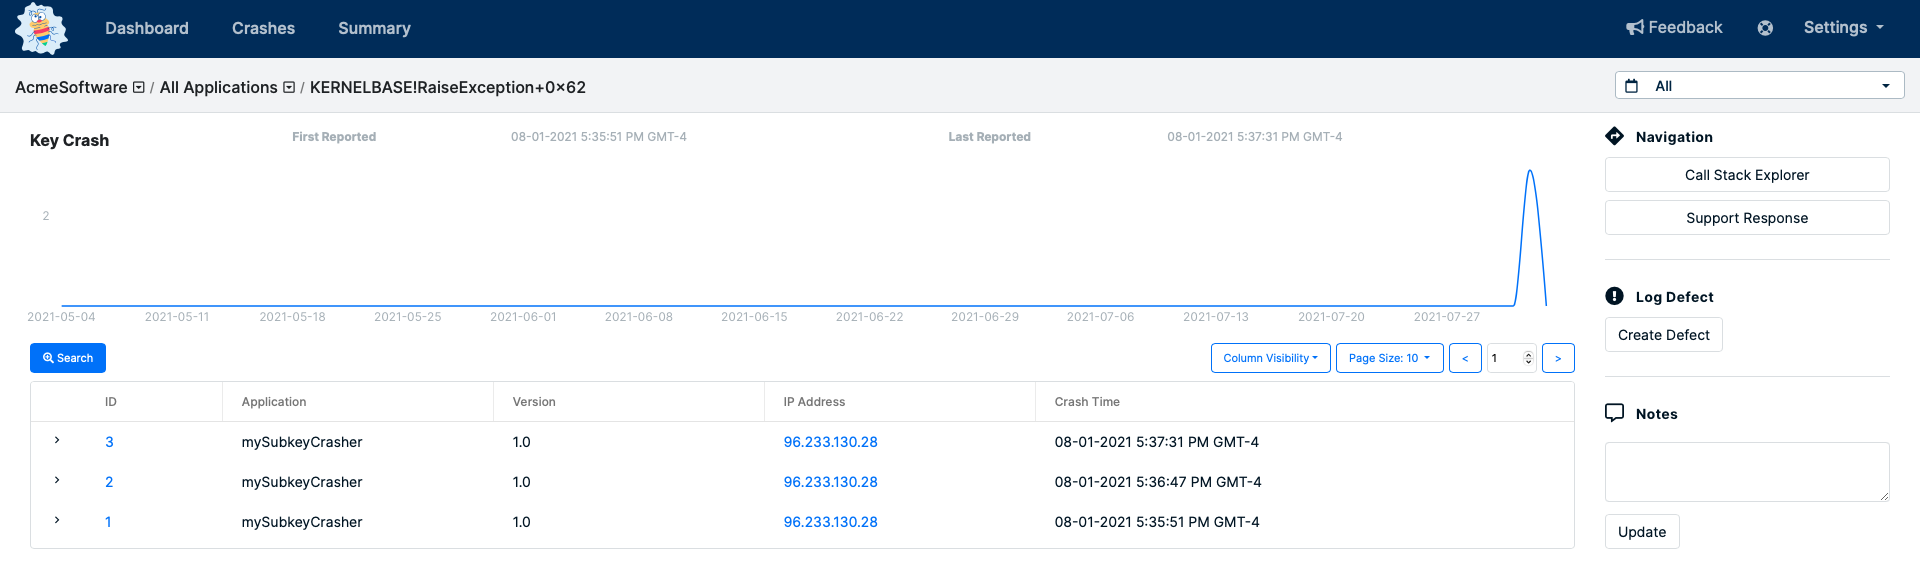 Dashboard Crashes Summary Feedback Settings
AcmeSoftware / All Applications / KERNELBASE!RaiseException+0x62 All
Key Crash First Reported 08-01-2021 5:35:51 PM GMT-4 Last Reported 08-01-2021 5:37:31 PM GMT-4
2
2021-05-04 2021-05-11 2021-05-18 2021-05-25 2021-06-01 2021-06-08 2021-06-15 2021-06-22 2021-06-29 2021-07-06 2021-07-13 2021-07-20 2021-07-27
Search Column Visibility Page Size: 10 < 1 >
ID Application Version IP Address Crash Time
3 mySubkeyCrasher 1.0 96.233.130.28 08-01-2021 5:37:31 PM GMT-4
2 mySubkeyCrasher 1.0 96.233.130.28 08-01-2021 5:36:47 PM GMT-4
1 mySubkeyCrasher 1.0 96.233.130.28 08-01-2021 5:35:51 PM GMT-4
Navigation
Call Stack Explorer
Support Response
Log Defect
Create Defect
Notes
Update